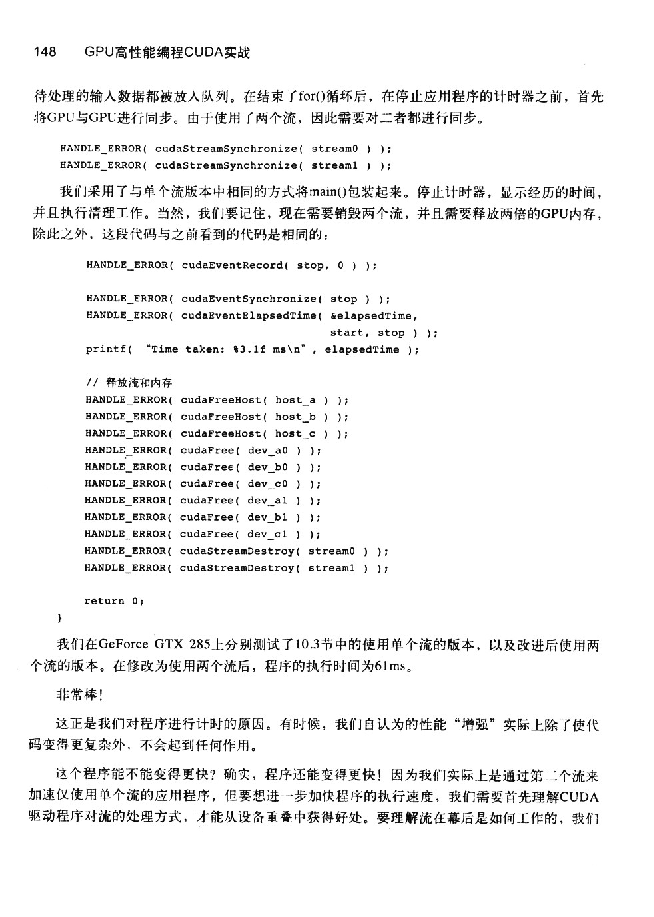 148 GPU高性能编程CUDA实战
待处理的输入数据都被放入队列。在结束了for()循环后，在停止应用程序的计时器之前，首先
将GPU与GPU进行同步。由于使用了两个流，因此需要对二者都进行同步。
HANDLE_ERROR( cudaStreamSynchronize( stream0 ) );
HANDLE_ERROR( cudaStreamSynchronize( stream1 ) );
我们采用了与单个流版本中相同的方式将main()包装起来。停止计时器，显示经历的时间，
并且执行清理工作。当然，我们要记住，现在需要销毁两个流，并且需要释放两倍的GPU内存，
除此之外，这段代码与之前看到的代码是相同的：
HANDLE_ERROR( cudaEventRecord( stop, 0 ) );
HANDLE_ERROR( cudaEventSynchronize( stop ) );
HANDLE_ERROR( cudaEventElapsedTime( &elapsedTime,
start, stop ) );
printf( “Time taken: %3.1f ms\n”, elapsedTime );
// 释放流和内存
HANDLE_ERROR( cudaFreeHost( host_a ) );
HANDLE_ERROR( cudaFreeHost( host_b ) );
HANDLE_ERROR( cudaFreeHost( host_c ) );
HANDLE_ERROR( cudaFree( dev_a0 ) );
HANDLE_ERROR( cudaFree( dev_b0 ) );
HANDLE_ERROR( cudaFree( dev_c0 ) );
HANDLE_ERROR( cudaFree( dev_a1 ) );
HANDLE_ERROR( cudaFree( dev_b1 ) );
HANDLE_ERROR( cudaFree( dev_c1 ) );
HANDLE_ERROR( cudaStreamDestroy( stream0 ) );
HANDLE_ERROR( cudaStreamDestroy( stream1 ) );
return 0;
}
我们在GeForce GTX 285上分别测试了10.3节中的使用单个流的版本，以及改进后使用两
个流的版本。在修改为使用两个流后，程序的执行时间为61ms。
非常棒！
这正是我们对程序进行计时的原因。有时候，我们自认为的性能“增强”实际上除了使代
码变得更复杂外，不会起到任何作用。
这个程序能不能变得更快？确实，程序还能变得更快！因为我们实际上是通过第二个流来
加速仅使用单个流的应用程序，但要想进一步加快程序的执行速度，我们需要首先理解CUDA
驱动程序对流的处理方式，才能从设备重叠中获得好处。要理解流在幕后是如何工作的，我们